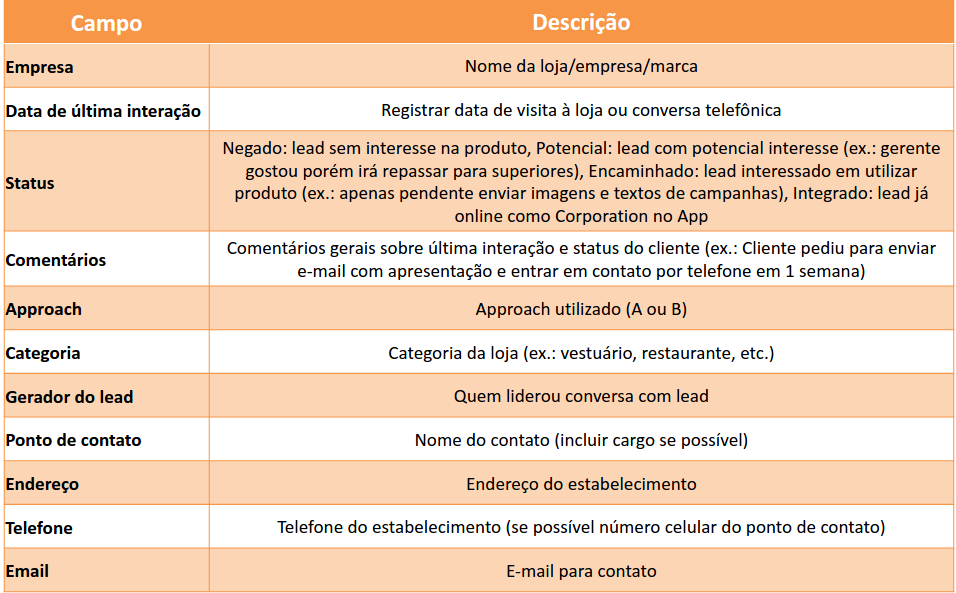 Campo Descrição
Empresa Nome da loja/empresa/marca
Data de última interação Registrar data de visita à loja ou conversa telefônica
Status
Negado: lead sem interesse na produto, Potencial: lead com potencial interesse (ex.: gerente
gostou porém irá repassar para superiores), Encaminhado: lead interessado em utilizar
produto (ex.: apenas pendente enviar imagens e textos de campanhas), Integrado: lead já
online como Corporation no App
Comentários
Comentários gerais sobre última interação e status do cliente (ex.: Cliente pediu para enviar
e-mail com apresentação e entrar em contato por telefone em 1 semana)
Approach Approach utilizado (A ou B)
Categoria Categoria da loja (ex.: vestuário, restaurante, etc.)
Gerador do lead Quem liderou conversa com lead
Ponto de contato Nome do contato (incluir cargo se possível)
Endereço Endereço do estabelecimento
Telefone Telefone do estabelecimento (se possível número celular do ponto de contato)
Email E-mail para contato